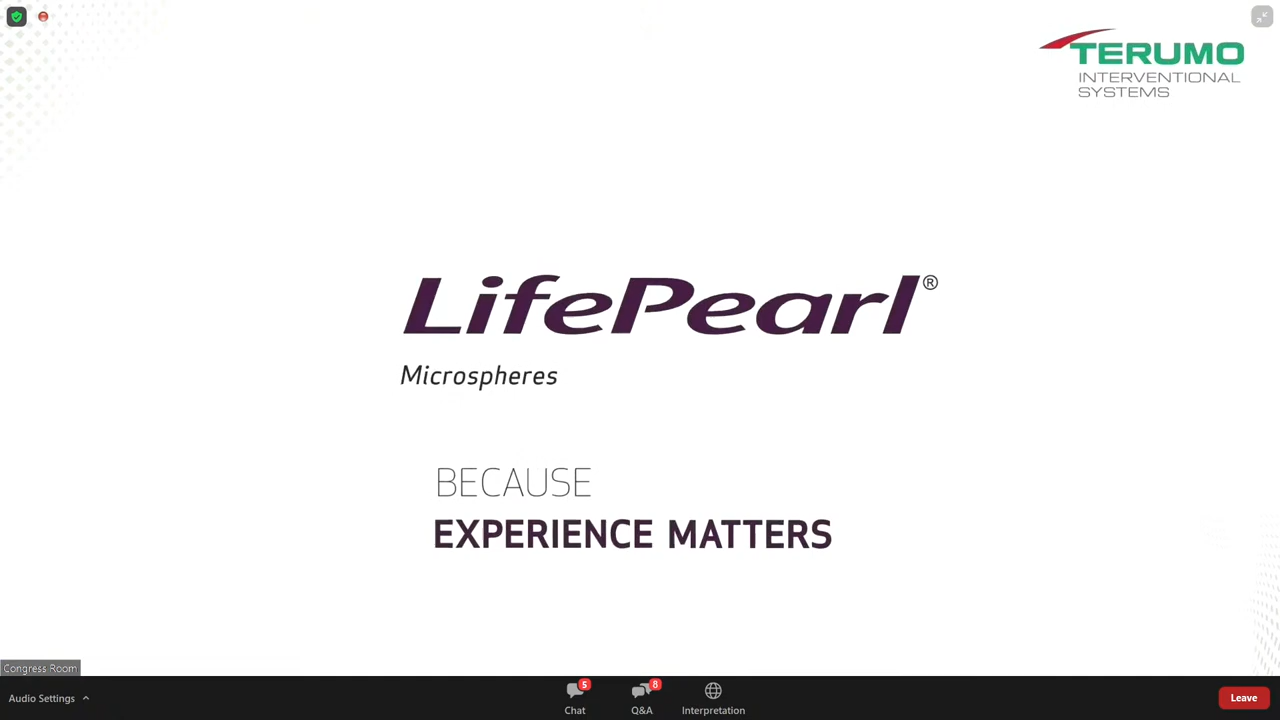 TERUMO
INTERVENTIONAL
SYSTEMS
LifePearl®
Microspheres
BECAUSE
EXPERIENCE MATTERS
Congress Room
Audio Settings
5
Chat
8
Q&A
Interpretation
Leave